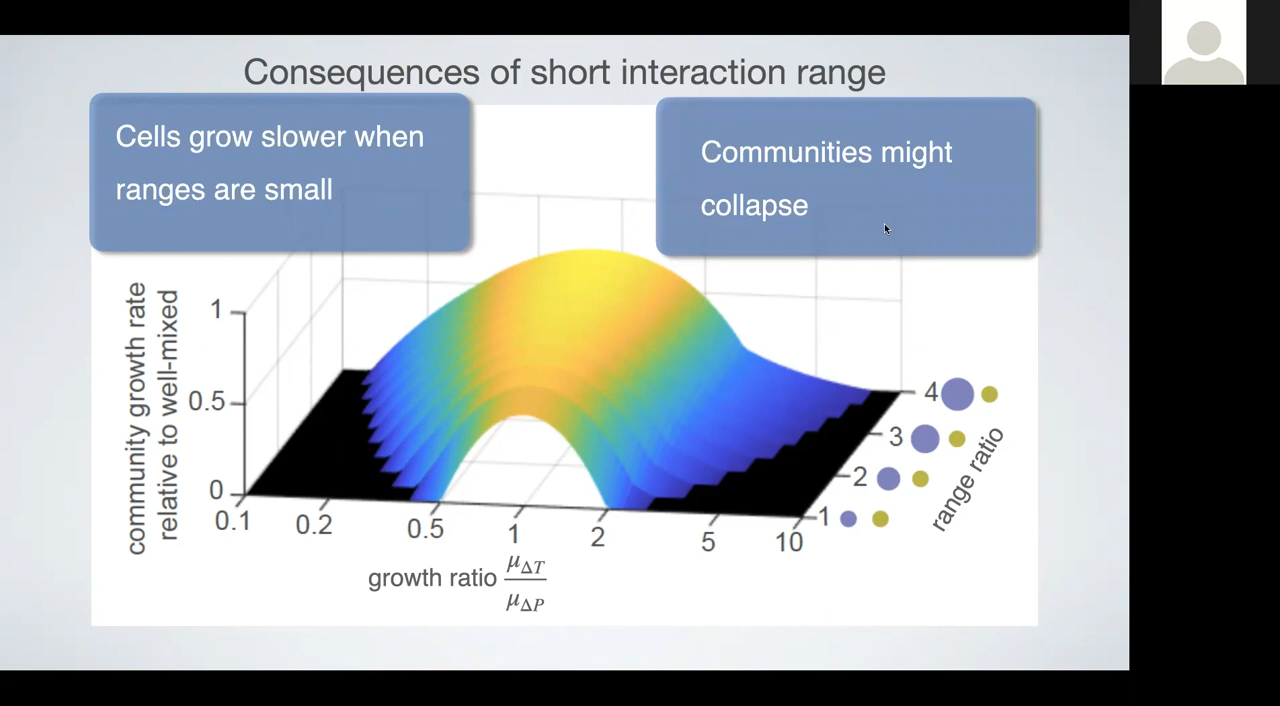 Consequences of short interaction range
Cells grow slower when
ranges are small
Communities might
collapse
community growth rate
relative to well-mixed
1
0.5
0
0.1
0.2
0.5
1
2
5
10
growth ratio μΔT
μΔP
4
3
2
1
range ratio